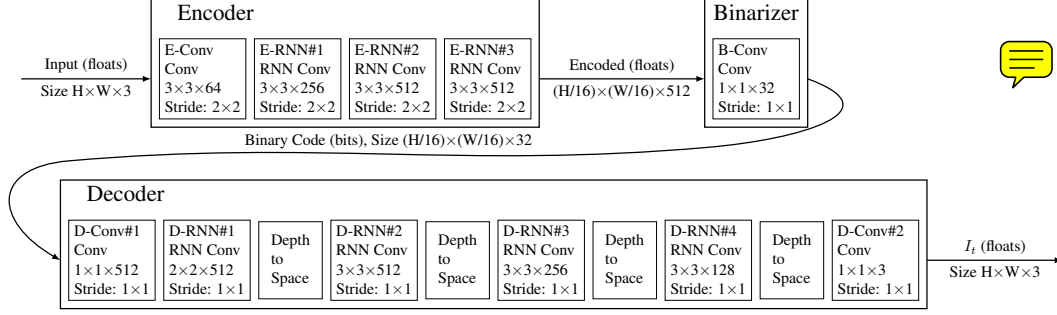 Encoder
E-Conv
Conv
3×3×64
Stride: 2×2
E-RNN#1
RNN Conv
3×3×256
Stride: 2×2
E-RNN#2
RNN Conv
3×3×512
Stride: 2×2
E-RNN#3
RNN Conv
3×3×512
Stride: 2×2
Input (floats)
Size H×W×3
Encoded (floats)
(H/16)×(W/16)×512
Binarizer
B-Conv
Conv
1×1×32
Stride: 1×1
Binary Code (bits), Size (H/16)×(W/16)×32
Decoder
D-Conv#1
Conv
1×1×512
Stride: 1×1
D-RNN#1
RNN Conv
2×2×512
Stride: 1×1
Depth
to
Space
D-RNN#2
RNN Conv
3×3×512
Stride: 1×1
Depth
to
Space
D-RNN#3
RNN Conv
3×3×256
Stride: 1×1
Depth
to
Space
D-RNN#4
RNN Conv
3×3×128
Stride: 1×1
Depth
to
Space
D-Conv#2
Conv
1×1×3
Stride: 1×1
I_t (floats)
Size H×W×3